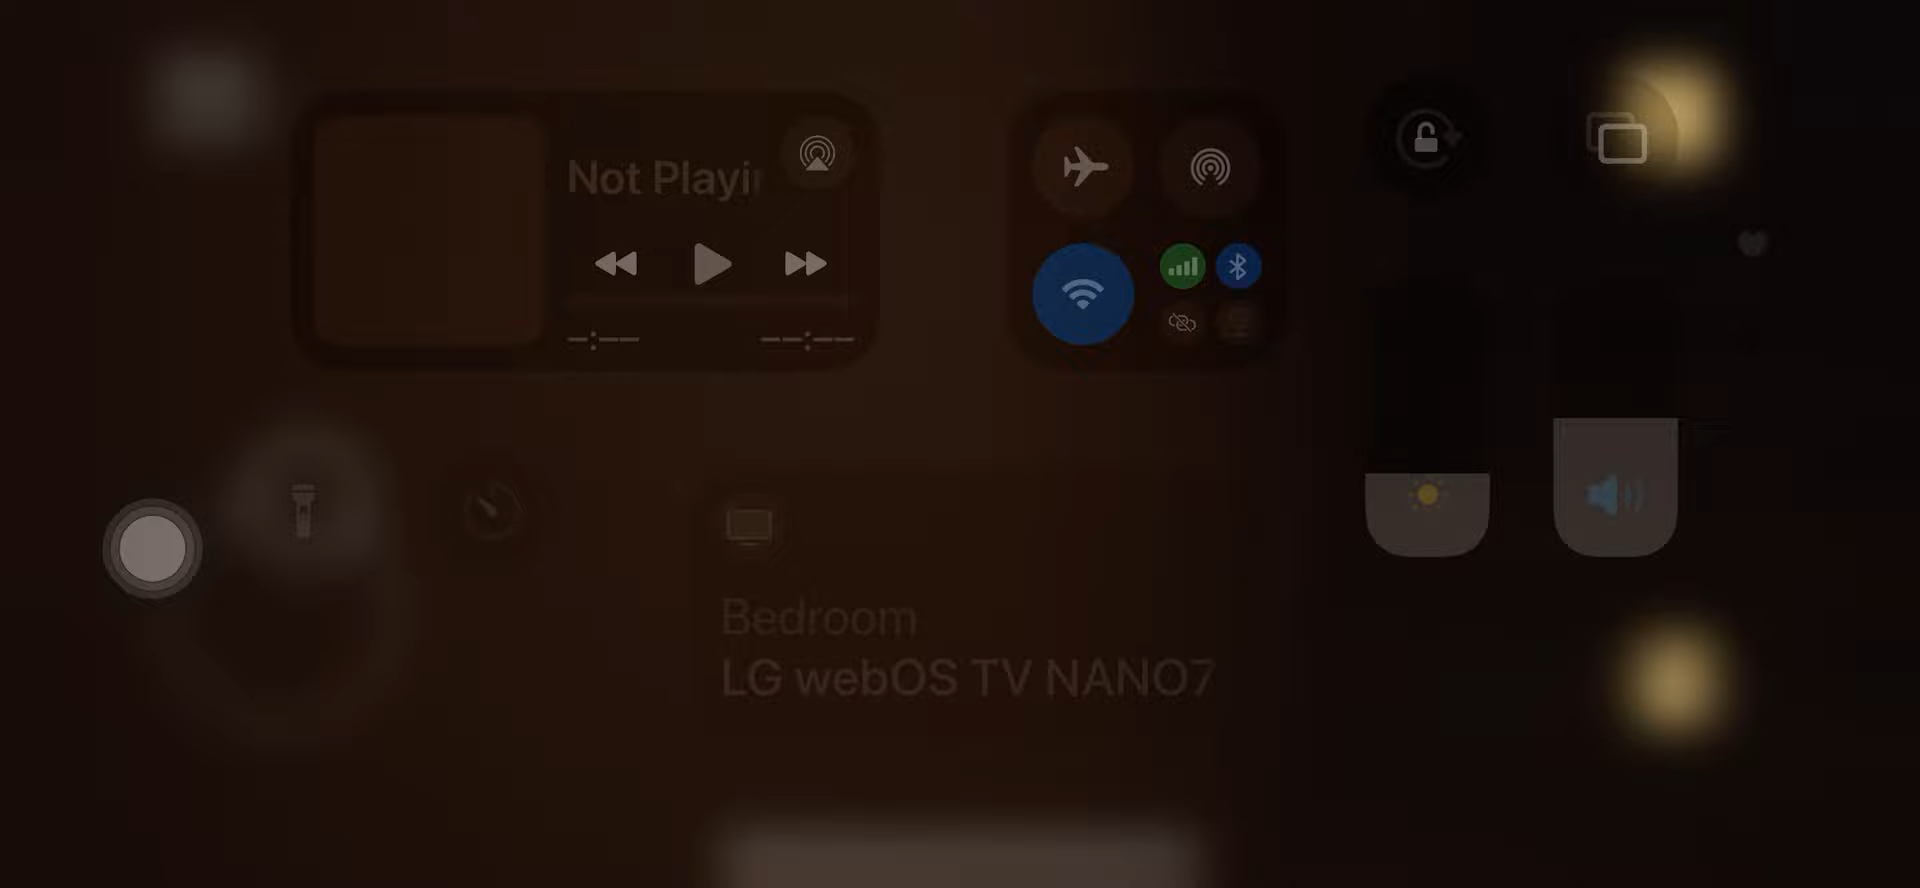 Not Playi
--:--
--:--
Bedroom
LG webOS TV NANO7